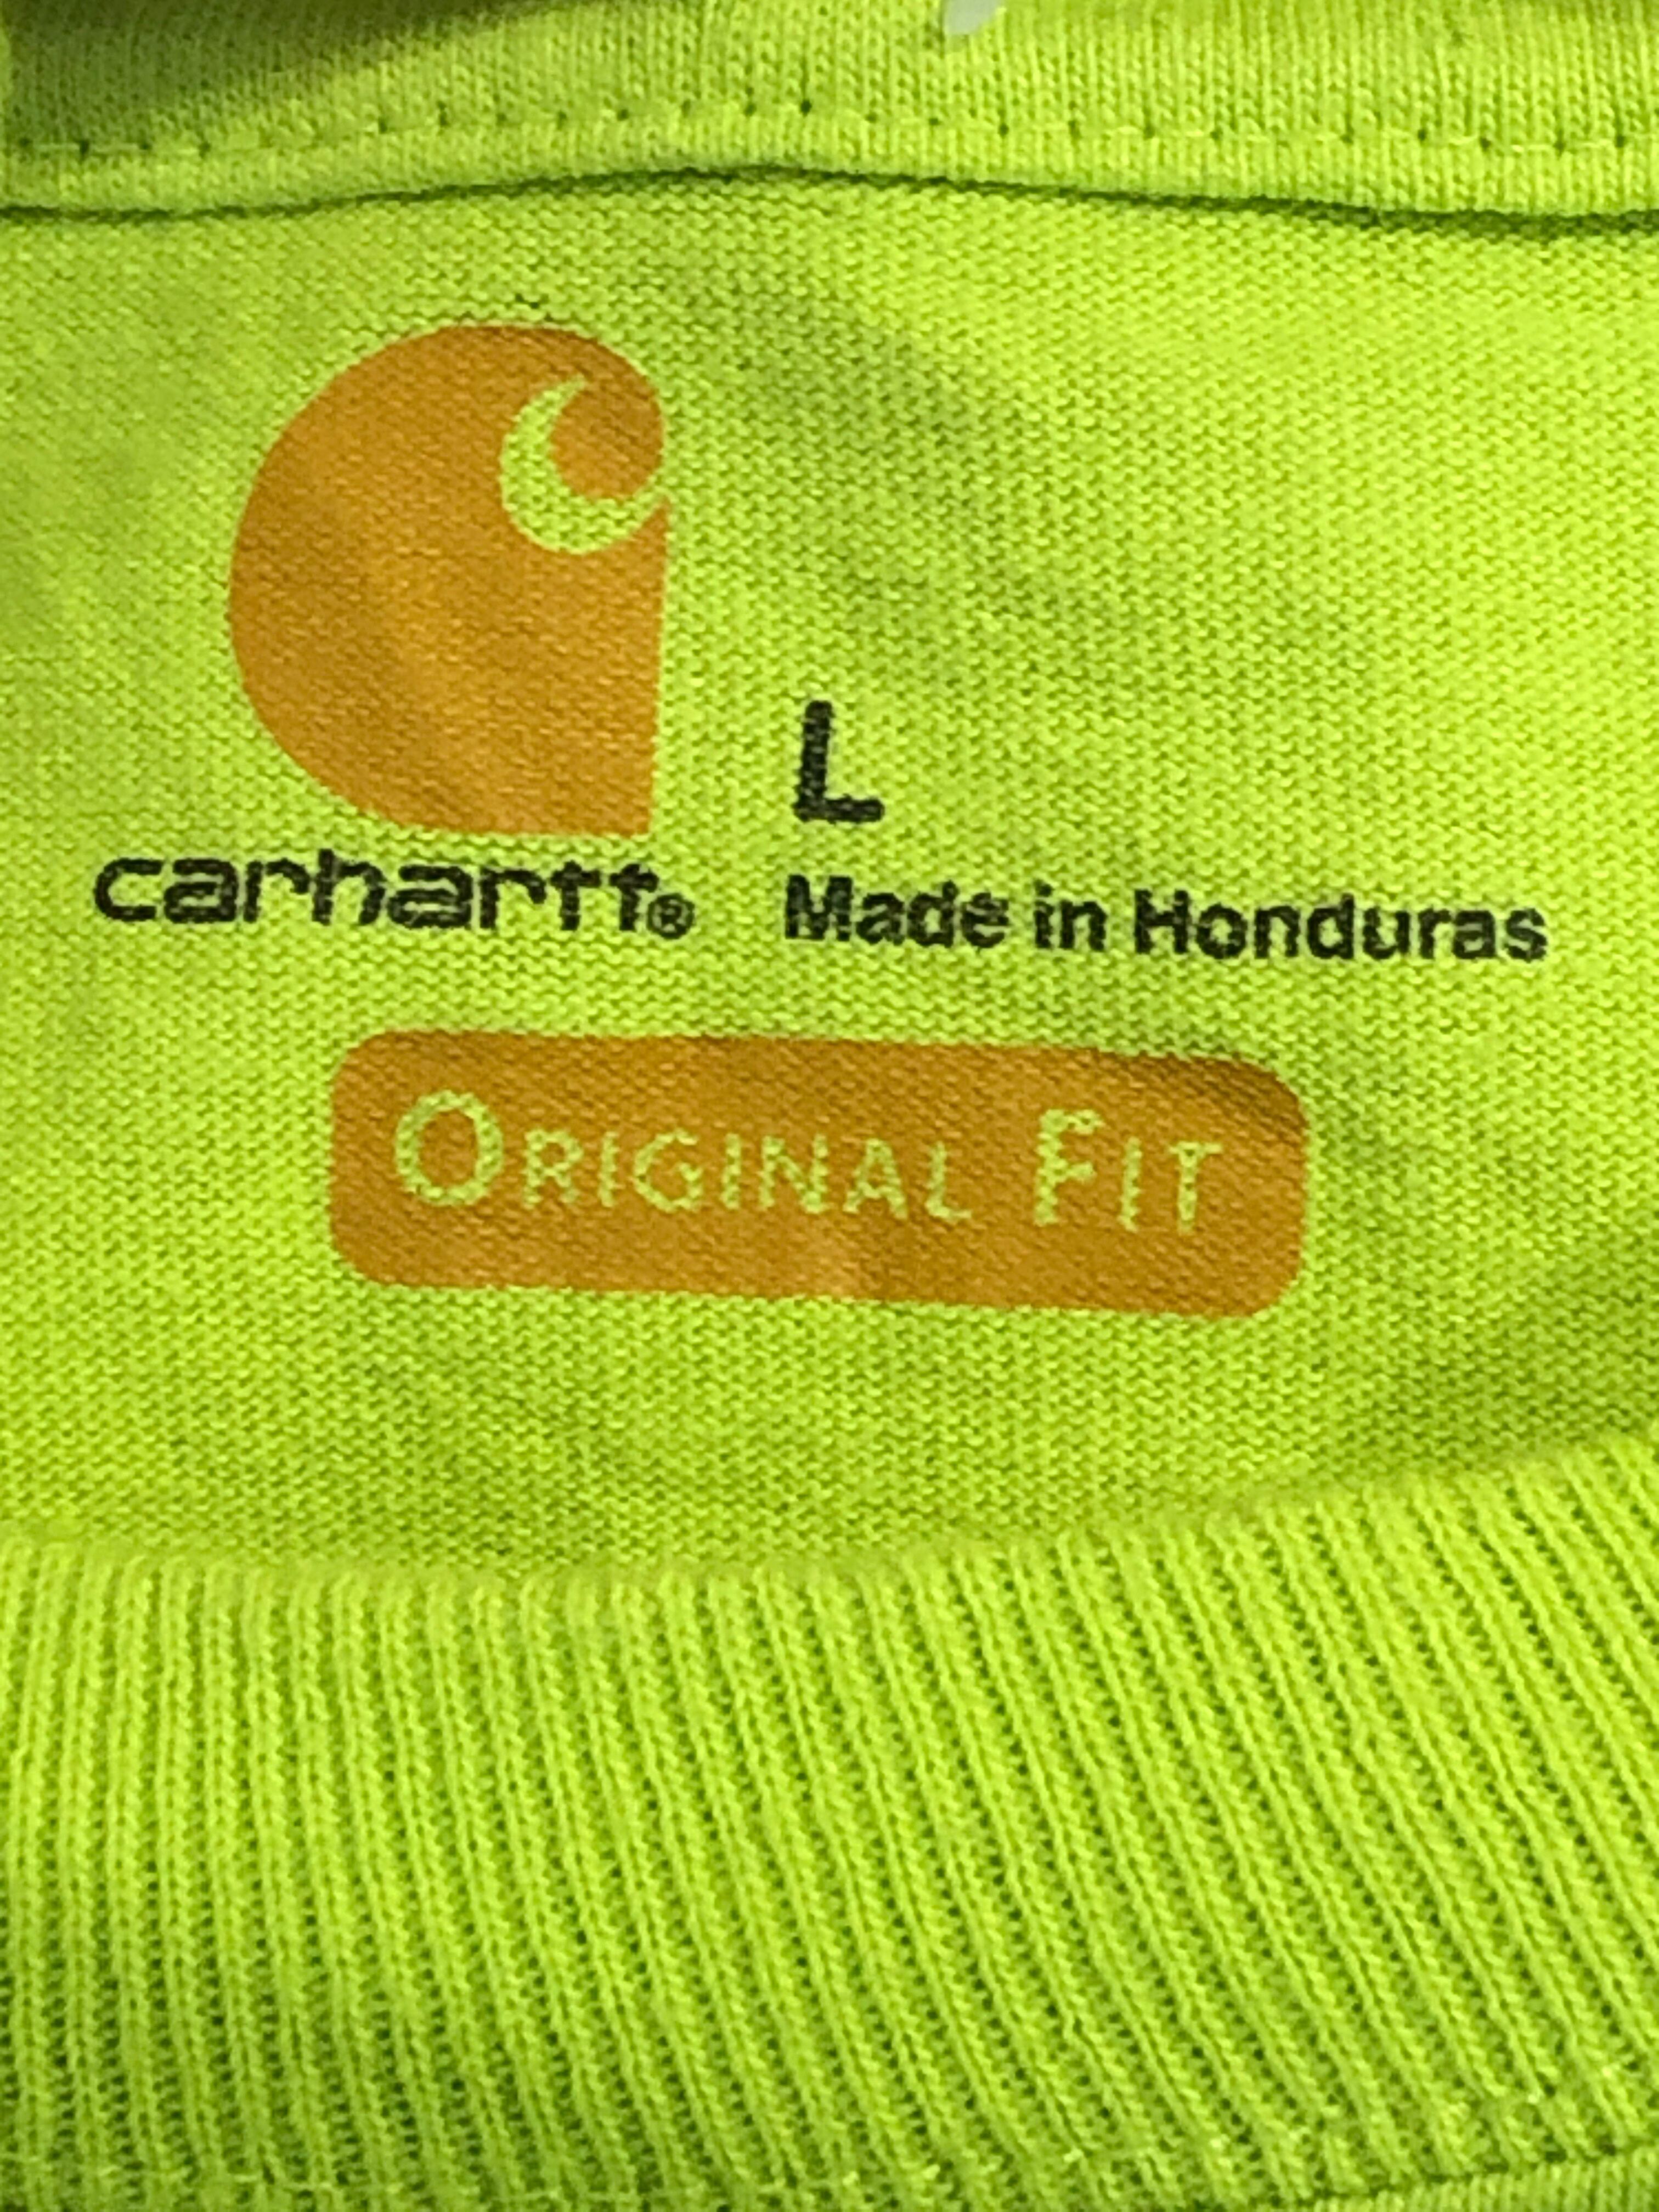 L
carhartt®
Made in Honduras
ORIGINAL FIT